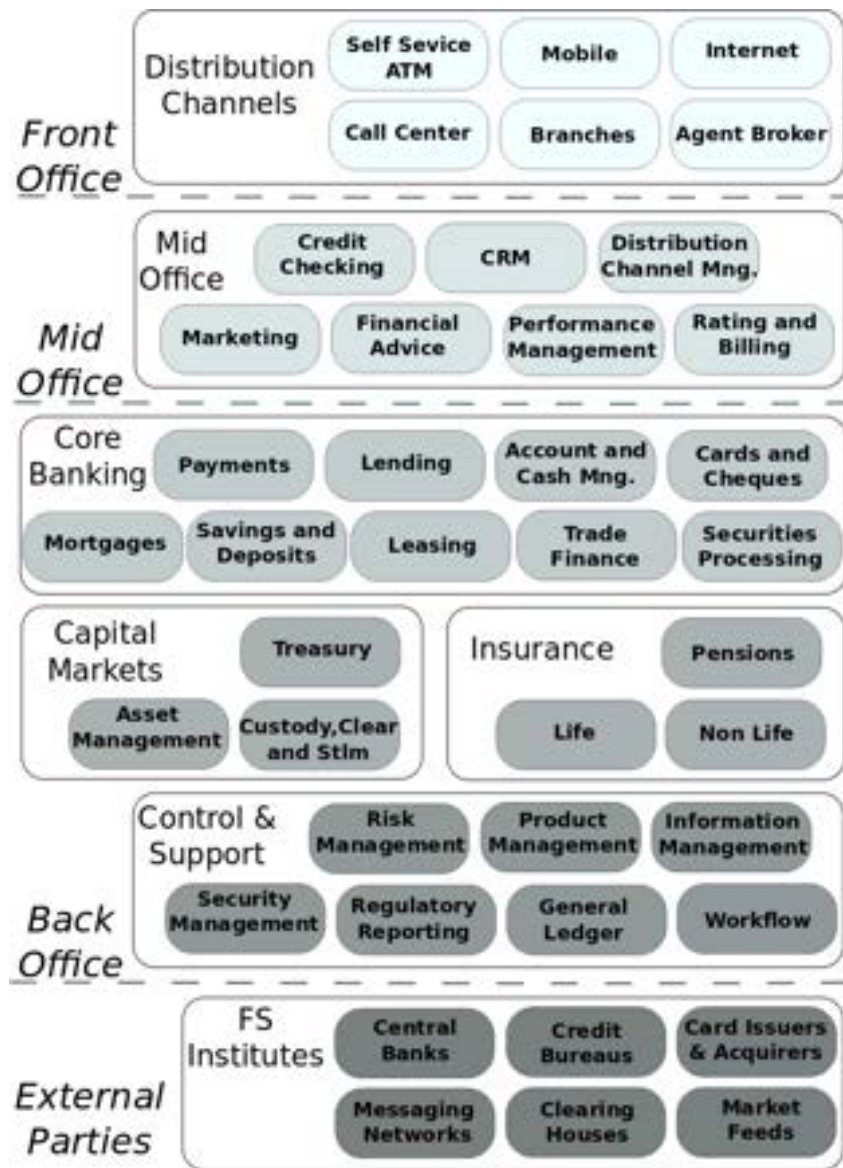 Distribution
Channels
Self Sevice
ATM
Mobile
Internet
Call Center
Branches
Agent Broker
Front
Office
Mid
Office
Credit
Checking
CRM
Distribution
Channel Mng.
Marketing
Financial
Advice
Performance
Management
Rating and
Billing
Mid
Office
Core
Banking
Payments
Lending
Account and
Cash Mng.
Cards and
Cheques
Mortgages
Savings and
Deposits
Leasing
Trade
Finance
Securities
Processing
Capital
Markets
Treasury
Asset
Management
Custody,Clear
and Stlm
Insurance
Pensions
Life
Non Life
Control &
Support
Risk
Management
Product
Management
Information
Management
Security
Management
Regulatory
Reporting
General
Ledger
Workflow
Back
Office
FS
Institutes
Central
Banks
Credit
Bureaus
Card Issuers
& Acquirers
Messaging
Networks
Clearing
Houses
Market
Feeds
External
Parties